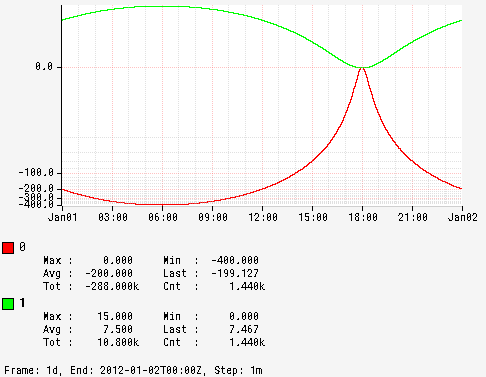 0.0
-100.0
-200.0
-300.0
-400.0
Jan01 03:00 06:00 09:00 12:00 15:00 18:00 21:00 Jan02
0
Max : 0.000 Min : -400.000
Avg : -200.000 Last : -199.127
Tot : -288.000k Cnt : 1.440k
1
Max : 15.000 Min : 0.000
Avg : 7.500 Last : 7.467
Tot : 10.800k Cnt : 1.440k
Frame: 1d, End: 2012-01-02T00:00Z, Step: 1m